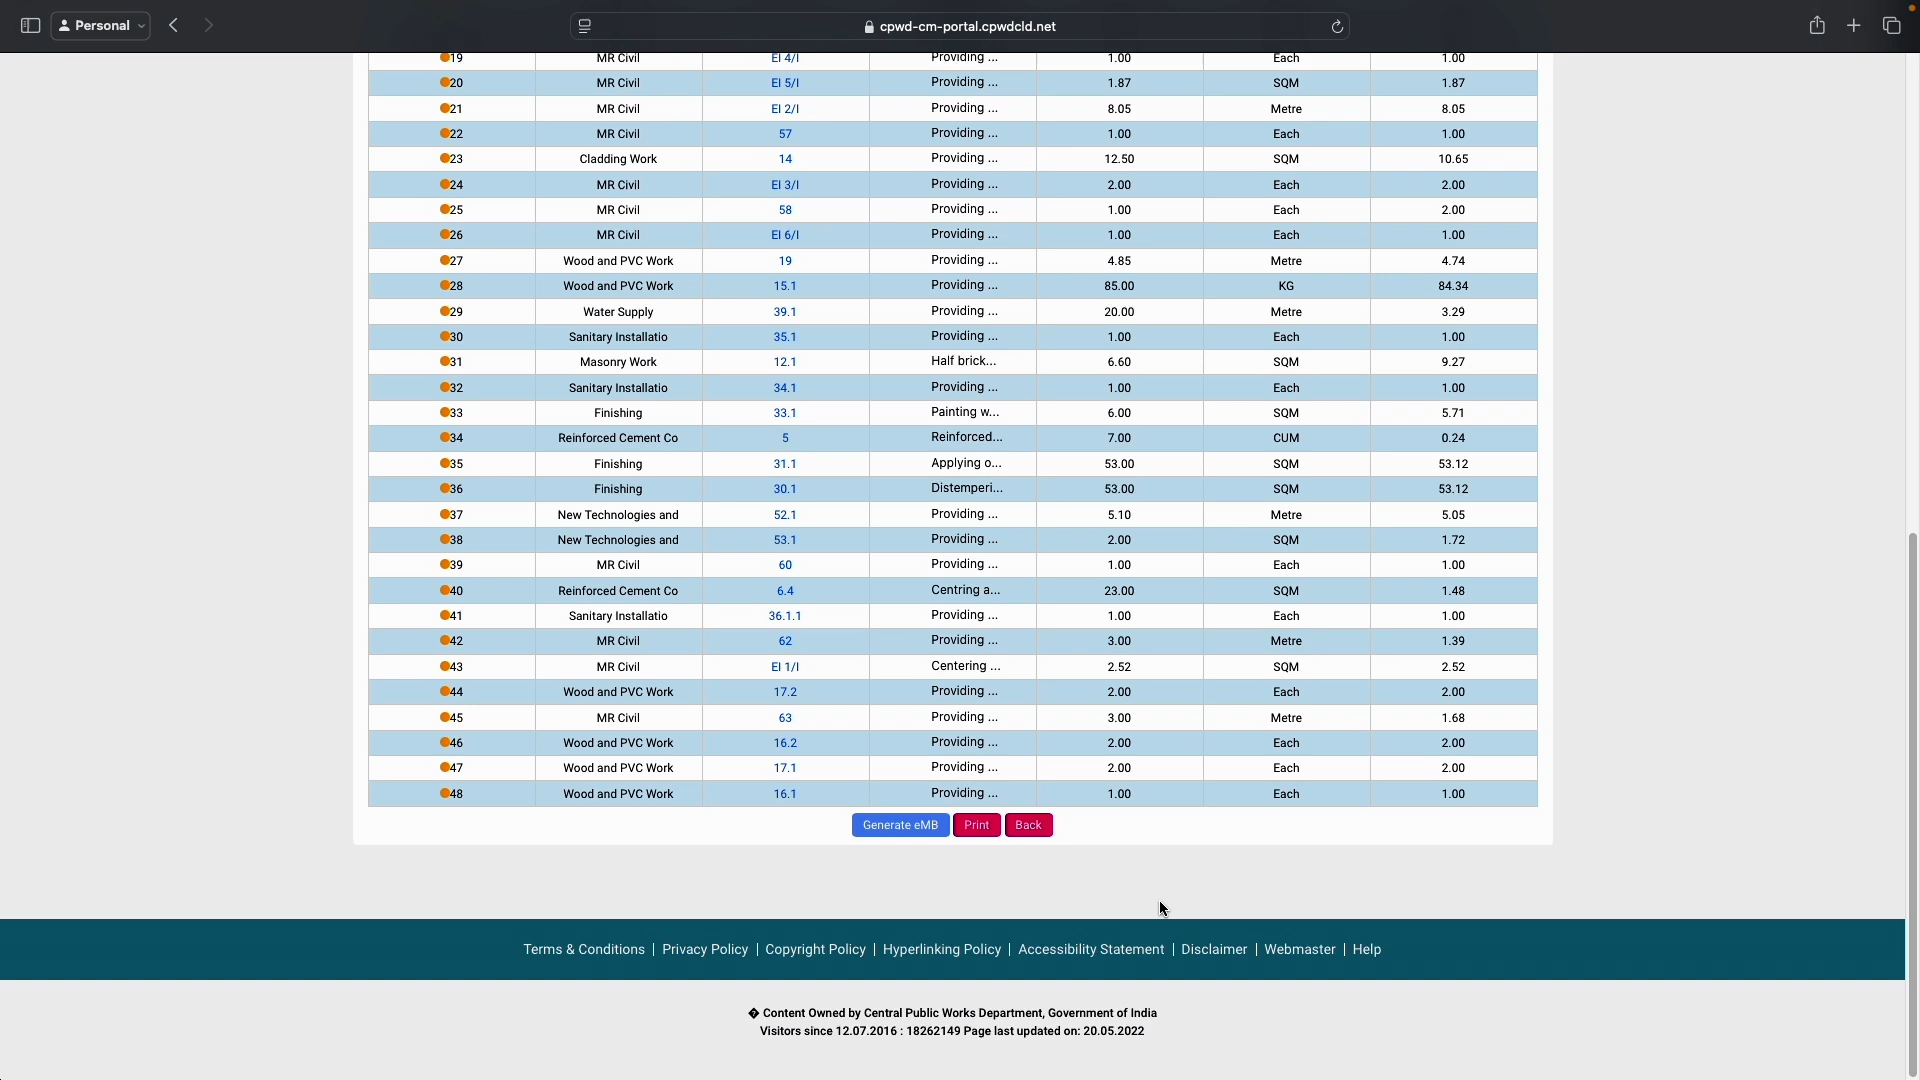 Personal
cpwd-cm-portal.cpwdcld.net
19 MR Civil EI 4/I Providing ... 1.00 Each 1.00
20 MR Civil EI 5/I Providing ... 1.87 SQM 1.87
21 MR Civil EI 2/I Providing ... 8.05 Metre 8.05
22 MR Civil 57 Providing ... 1.00 Each 1.00
23 Cladding Work 14 Providing ... 12.50 SQM 10.65
24 MR Civil EI 3/I Providing ... 2.00 Each 2.00
25 MR Civil 58 Providing ... 1.00 Each 2.00
26 MR Civil EI 6/I Providing ... 1.00 Each 1.00
27 Wood and PVC Work 19 Providing ... 4.85 Metre 4.74
28 Wood and PVC Work 15.1 Providing ... 85.00 KG 84.34
29 Water Supply 39.1 Providing ... 20.00 Metre 3.29
30 Sanitary Installatio 35.1 Providing ... 1.00 Each 1.00
31 Masonry Work 12.1 Half brick... 6.60 SQM 9.27
32 Sanitary Installatio 34.1 Providing ... 1.00 Each 1.00
33 Finishing 33.1 Painting w... 6.00 SQM 5.71
34 Reinforced Cement Co 5 Reinforced... 7.00 CUM 0.24
35 Finishing 31.1 Applying o... 53.00 SQM 53.12
36 Finishing 30.1 Distemperi... 53.00 SQM 53.12
37 New Technologies and 52.1 Providing ... 5.10 Metre 5.05
38 New Technologies and 53.1 Providing ... 2.00 SQM 1.72
39 MR Civil 60 Providing ... 1.00 Each 1.00
40 Reinforced Cement Co 6.4 Centring a... 23.00 SQM 1.48
41 Sanitary Installatio 36.1.1 Providing ... 1.00 Each 1.00
42 MR Civil 62 Providing ... 3.00 Metre 1.39
43 MR Civil EI 1/I Centering ... 2.52 SQM 2.52
44 Wood and PVC Work 17.2 Providing ... 2.00 Each 2.00
45 MR Civil 63 Providing ... 3.00 Metre 1.68
46 Wood and PVC Work 16.2 Providing ... 2.00 Each 2.00
47 Wood and PVC Work 17.1 Providing ... 2.00 Each 2.00
48 Wood and PVC Work 16.1 Providing ... 1.00 Each 1.00
Generate eMB Print Back
Terms & Conditions | Privacy Policy | Copyright Policy | Hyperlinking Policy | Accessibility Statement | Disclaimer | Webmaster | Help
� Content Owned by Central Public Works Department, Government of India
Visitors since 12.07.2016 : 18262149 Page last updated on: 20.05.2022